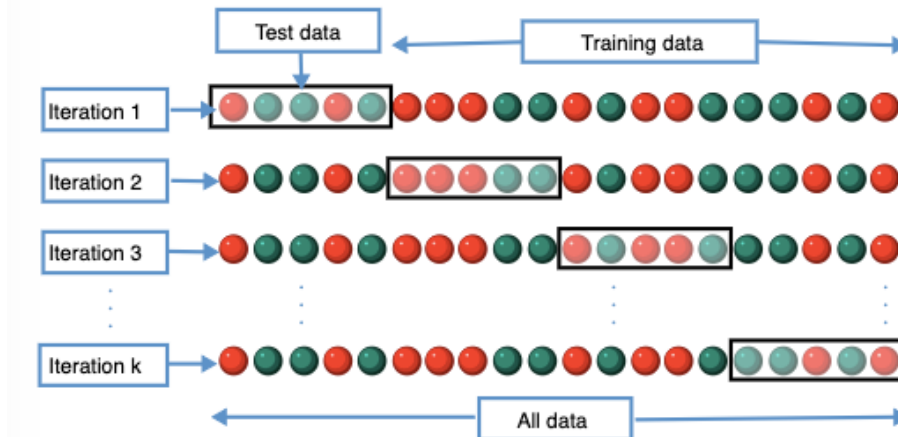 Test data
Training data
Iteration 1
Iteration 2
Iteration 3
Iteration k
All data